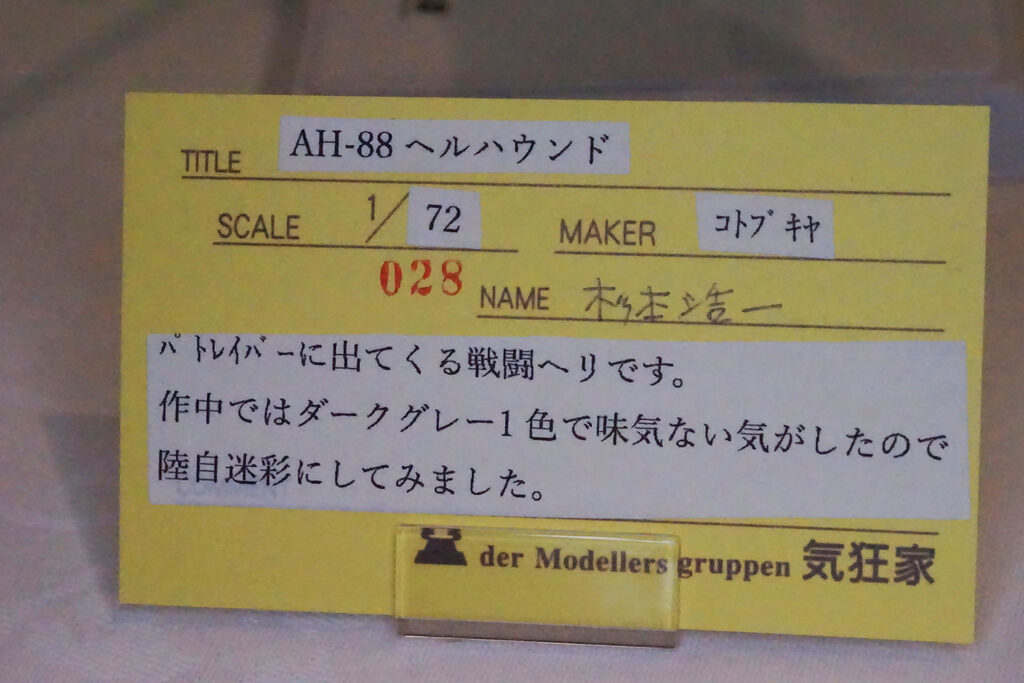 TITLE AH-88 ヘルハウンド
SCALE 1/72 MAKER コトブキヤ
028 NAME 松本浩一
パトレイバーに出てくる戦闘ヘリです。
作中ではダークグレー1色で味気ない気がしたので
陸自迷彩にしてみました。
der Modellers gruppen 気狂家